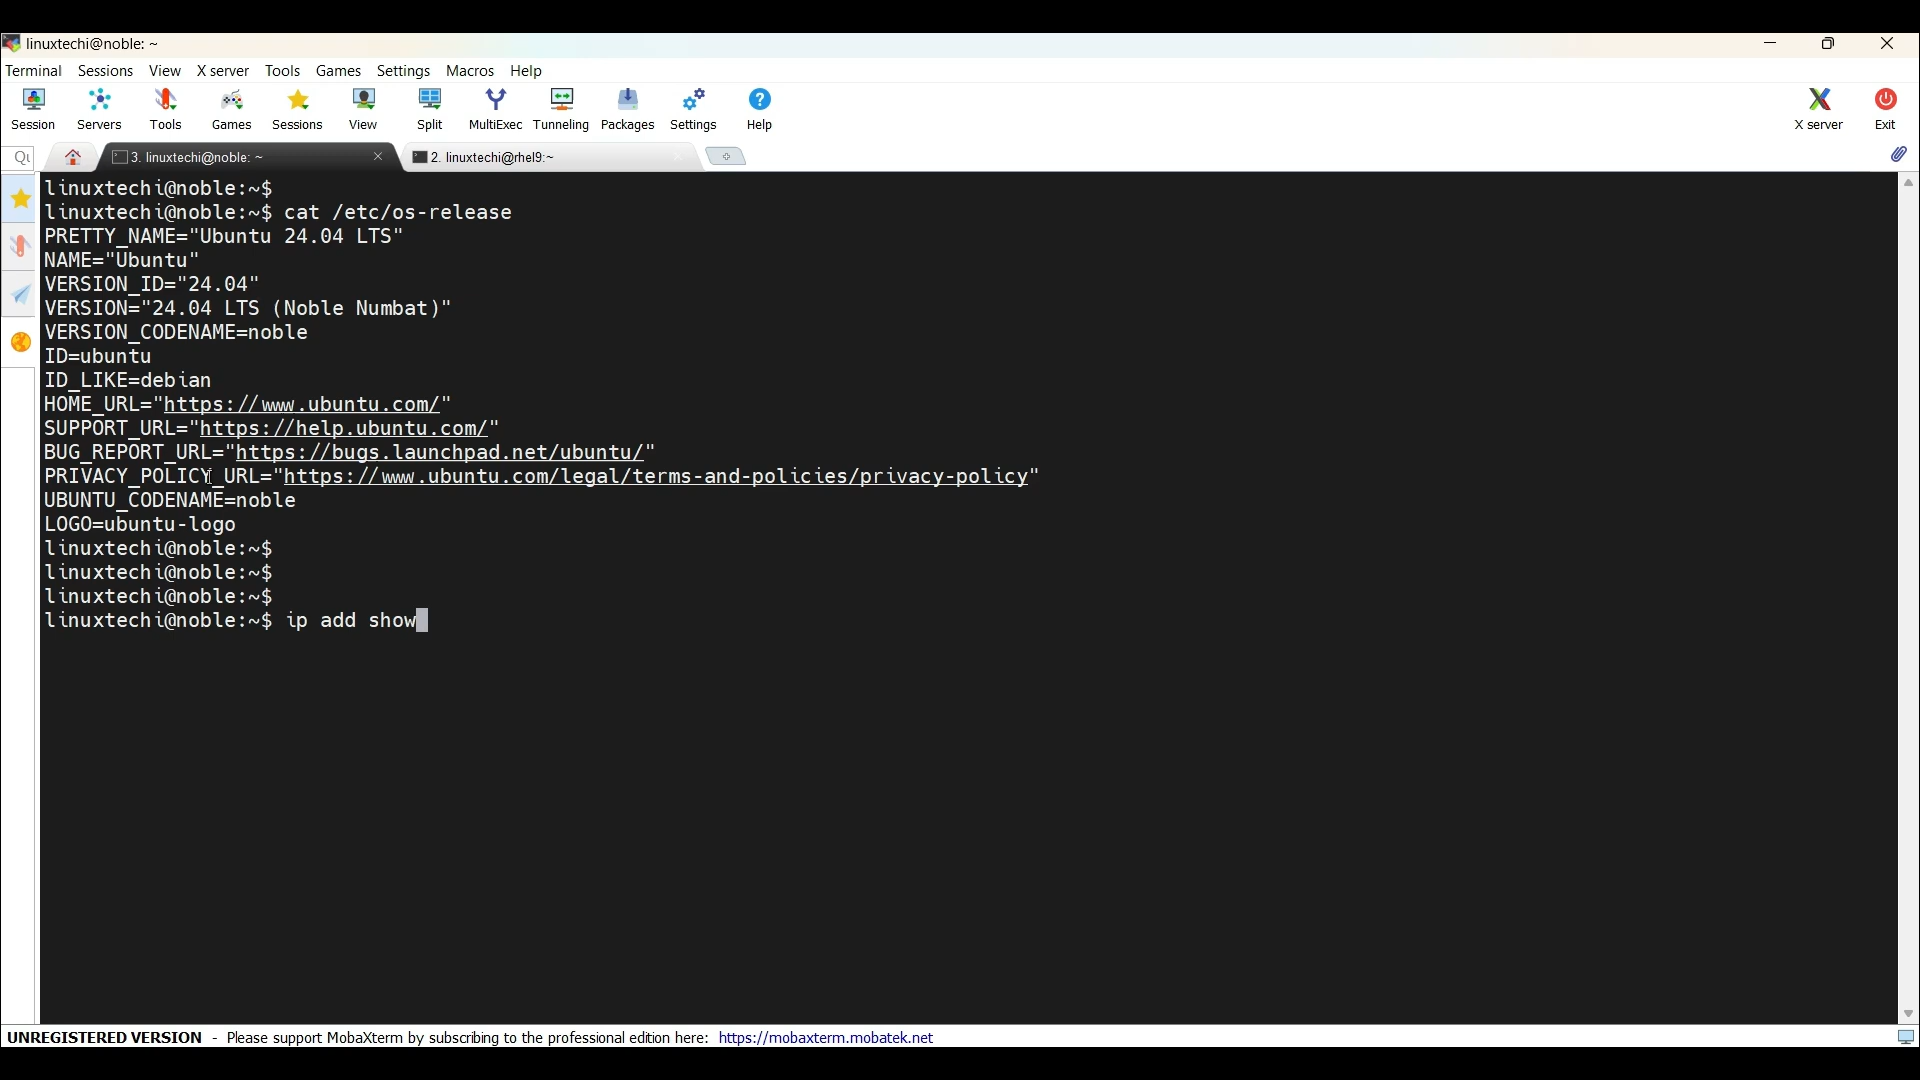 linuxtechi@noble: ~
Terminal Sessions View X server Tools Games Settings Macros Help
Session Servers Tools Games Sessions View Split MultiExec Tunneling Packages Settings Help X server Exit
Qu 3. linuxtechi@noble: ~ 2. linuxtechi@rhel9:~
linuxtechi@noble:~$
linuxtechi@noble:~$ cat /etc/os-release
PRETTY_NAME="Ubuntu 24.04 LTS"
NAME="Ubuntu"
VERSION_ID="24.04"
VERSION="24.04 LTS (Noble Numbat)"
VERSION_CODENAME=noble
ID=ubuntu
ID_LIKE=debian
HOME_URL="https://www.ubuntu.com/"
SUPPORT_URL="https://help.ubuntu.com/"
BUG_REPORT_URL="https://bugs.launchpad.net/ubuntu/"
PRIVACY_POLICY_URL="https://www.ubuntu.com/legal/terms-and-policies/privacy-policy"
UBUNTU_CODENAME=noble
LOGO=ubuntu-logo
linuxtechi@noble:~$
linuxtechi@noble:~$
linuxtechi@noble:~$
linuxtechi@noble:~$ ip add show
UNREGISTERED VERSION - Please support MobaXterm by subscribing to the professional edition here: https://mobaxterm.mobatek.net